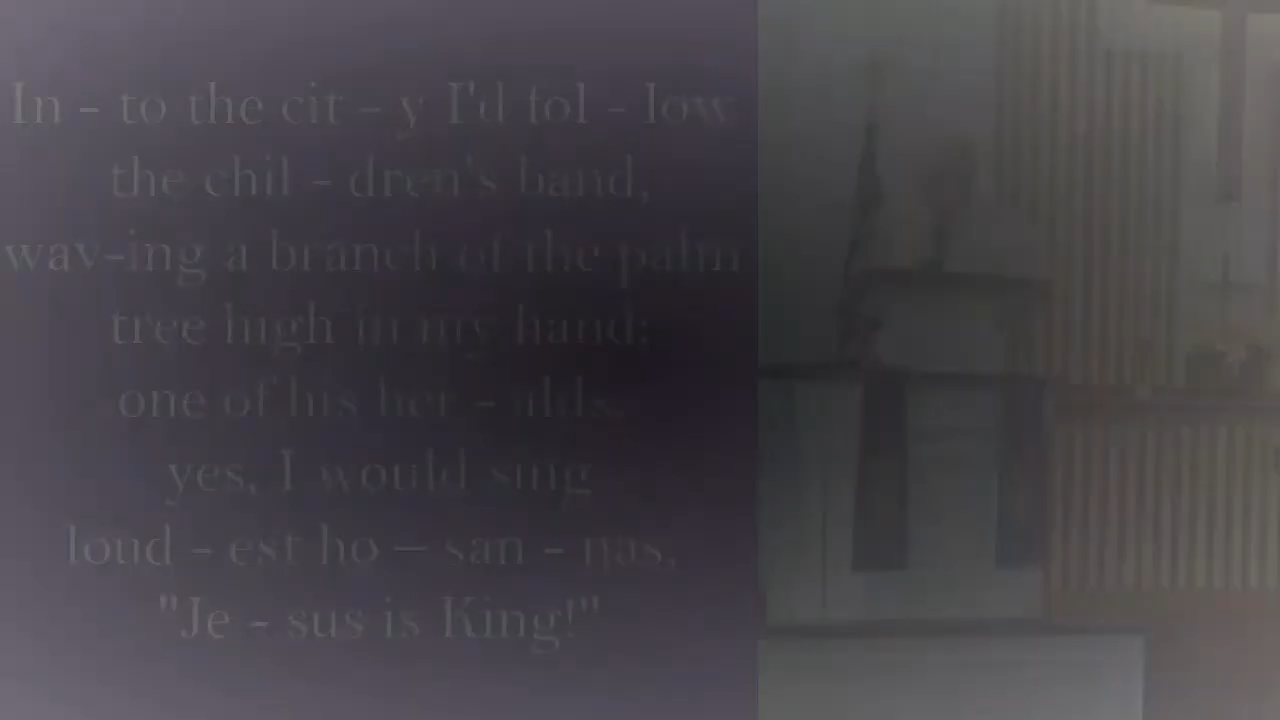 In - to the cit - y I'd fol - low
the chil - dren's band,
wav-ing a branch of the palm
tree high in my hand;
one of his her - alds,
yes, I would sing
loud - est ho - san - nas,
"Je - sus is King!"